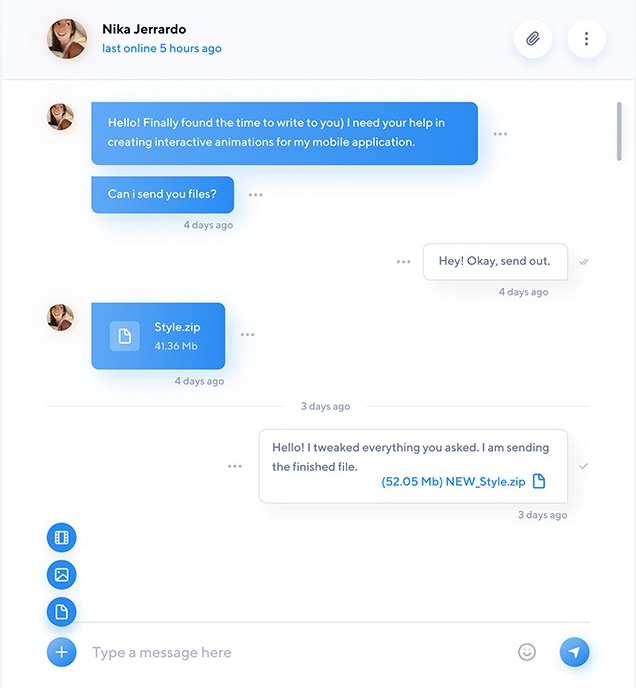 Nika Jerrardo
last online 5 hours ago
Hello! Finally found the time to write to you) I need your help in
creating interactive animations for my mobile application.
Can i send you files?
4 days ago
Hey! Okay, send out.
4 days ago
Style.zip
41.36 Mb
4 days ago
3 days ago
Hello! I tweaked everything you asked. I am sending
the finished file.
(52.05 Mb) NEW_Style.zip
3 days ago
Type a message here